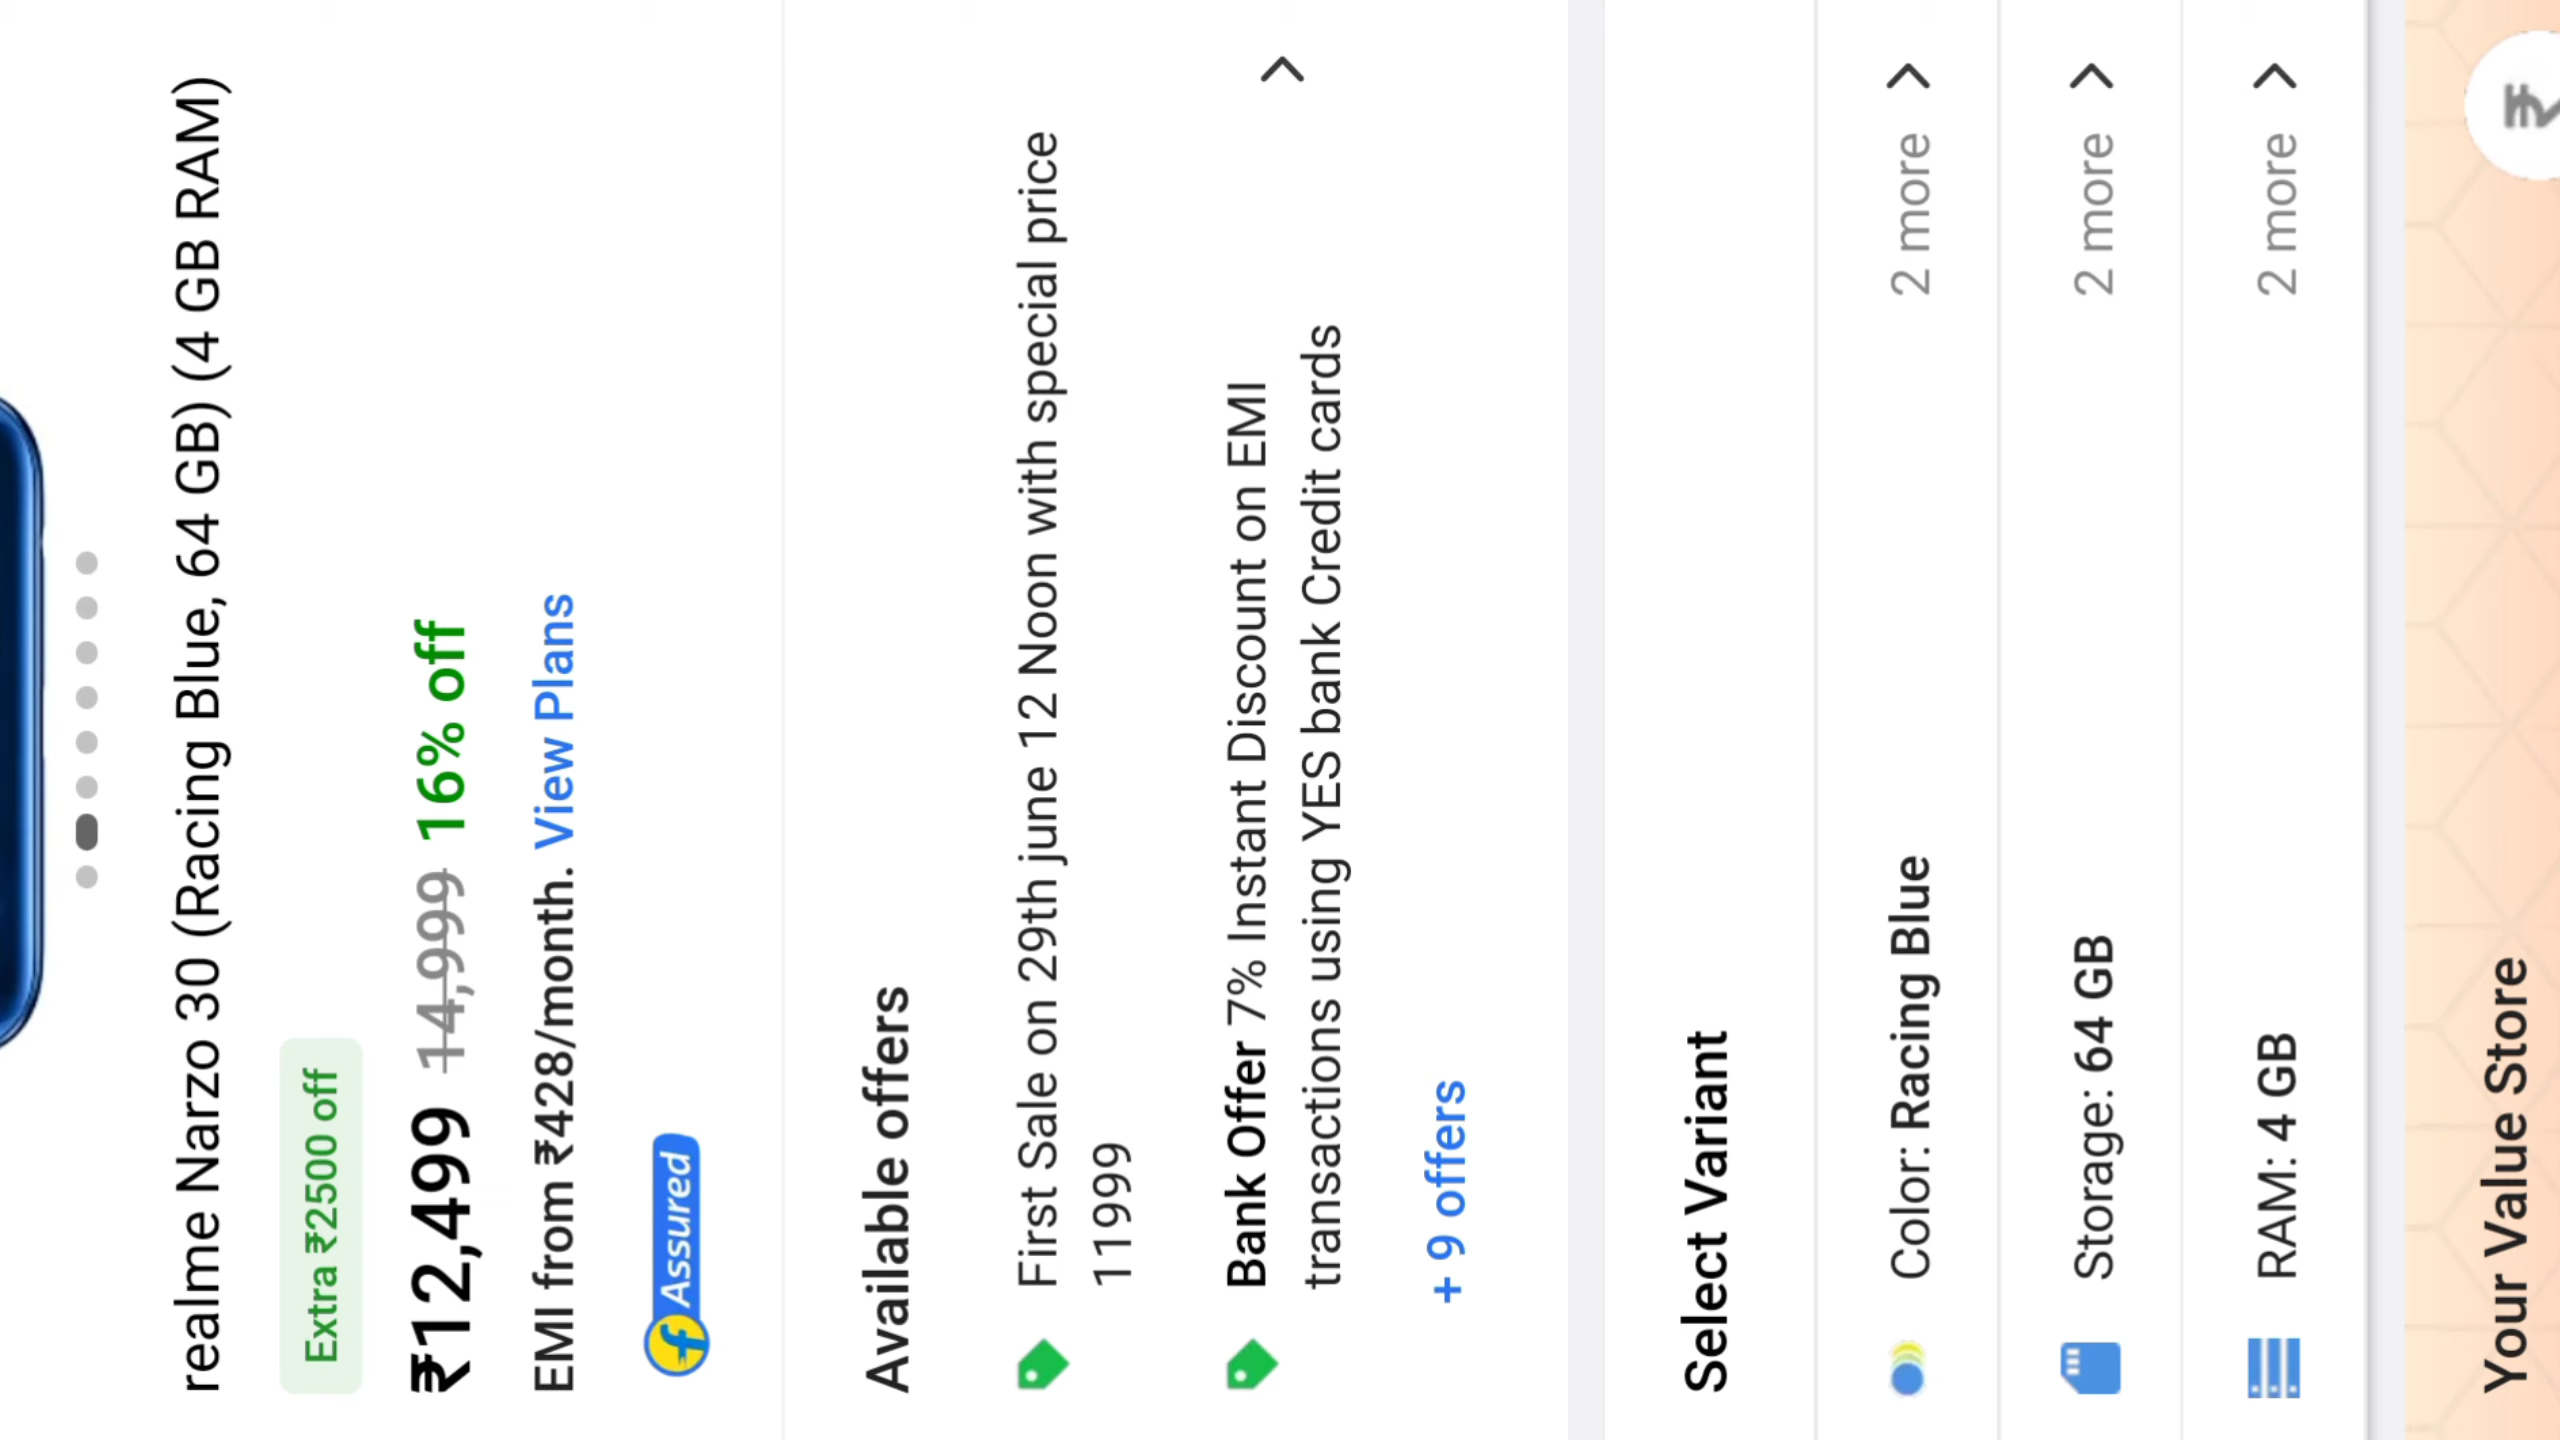 realme Narzo 30 (Racing Blue, 64 GB) (4 GB RAM)
Extra ₹2500 off
₹12,499 14,999 16% off
EMI from ₹428/month. View Plans
f Assured
Available offers
First Sale on 29th june 12 Noon with special price
11999
Bank Offer 7% Instant Discount on EMI
transactions using YES bank Credit cards
+ 9 offers
Select Variant
Color: Racing Blue 2 more
Storage: 64 GB 2 more
RAM: 4 GB 2 more
Your Value Store
₹